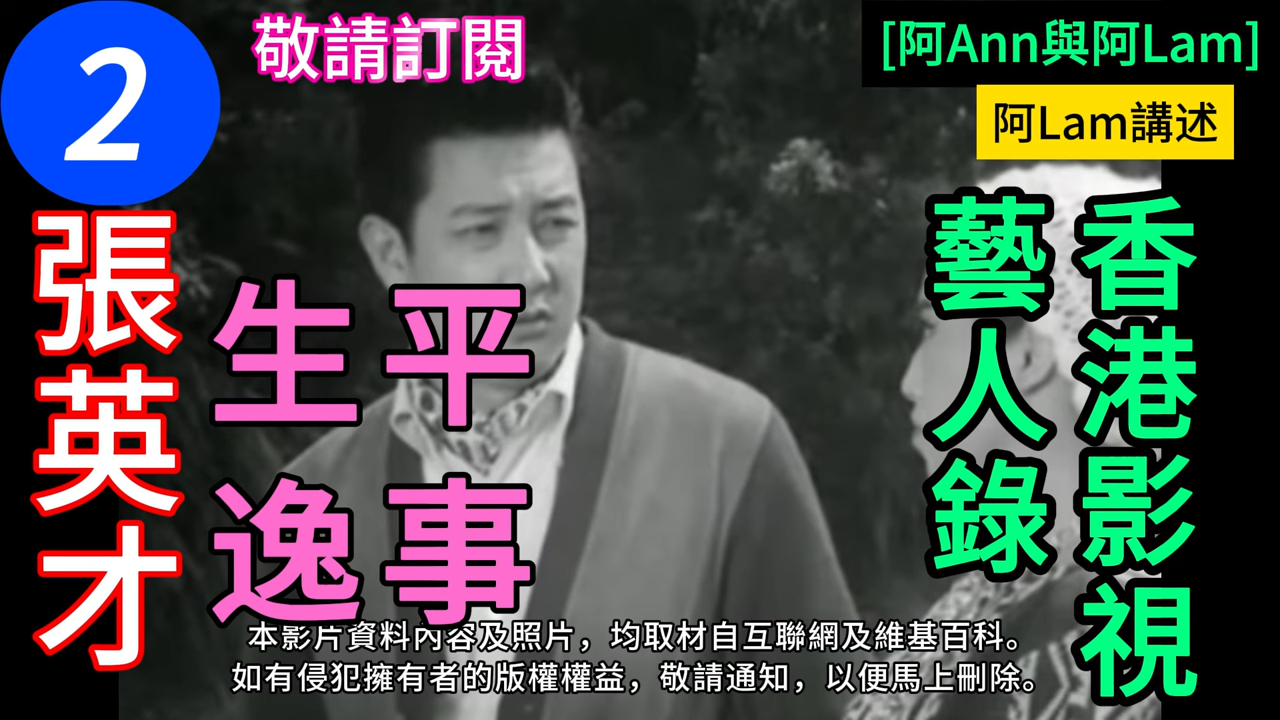 2
敬請訂閱
[阿Ann與阿Lam]
阿Lam講述
香港影視
藝人錄
張英才
平事
生逸
本影片資料內容及照片，均取材自互聯網及維基百科。
如有侵犯擁有者的版權權益，敬請通知，以便馬上刪除。